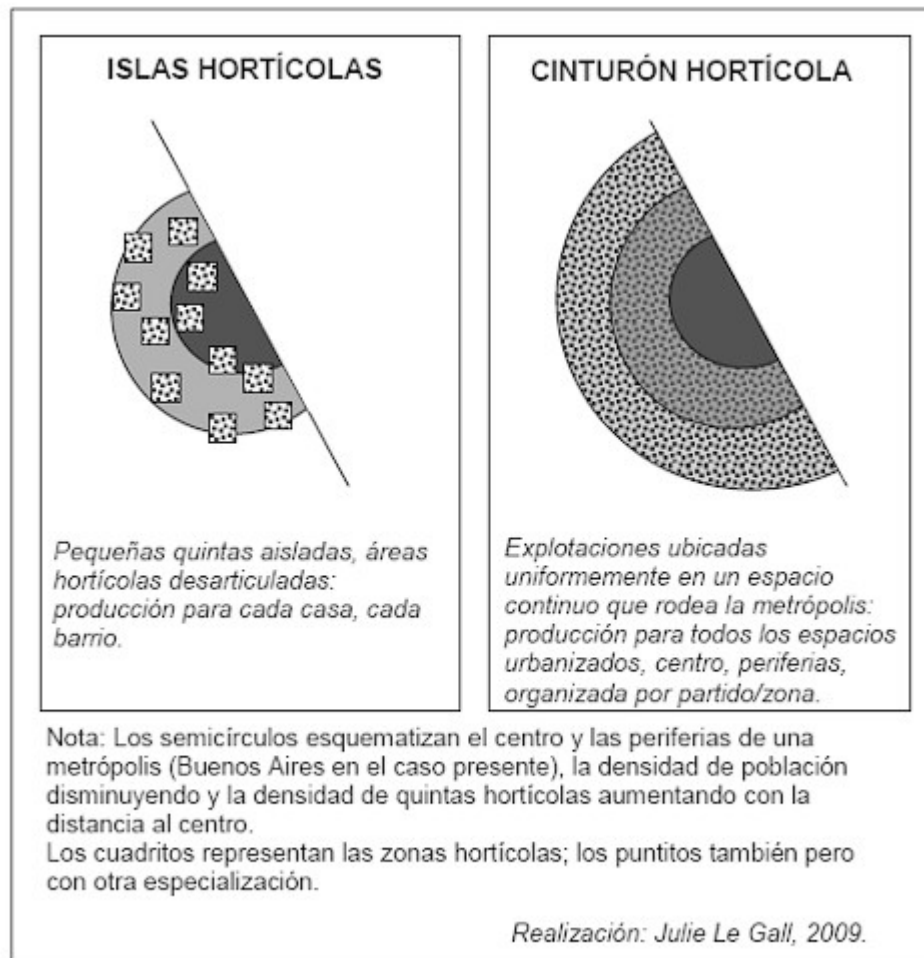 ISLAS HORTÍCOLAS
Pequeñas quintas aisladas, áreas
hortícolas desarticuladas:
producción para cada casa, cada
barrio.
CINTURÓN HORTÍCOLA
Explotaciones ubicadas
uniformemente en un espacio
continuo que rodea la metrópolis:
producción para todos los espacios
urbanizados, centro, periferias,
organizada por partido/zona.
Nota: Los semicírculos esquematizan el centro y las periferias de una
metrópolis (Buenos Aires en el caso presente), la densidad de población
disminuyendo y la densidad de quintas hortícolas aumentando con la
distancia al centro.
Los cuadritos representan las zonas hortícolas; los puntitos también pero
con otra especialización.
Realización: Julie Le Gall, 2009.